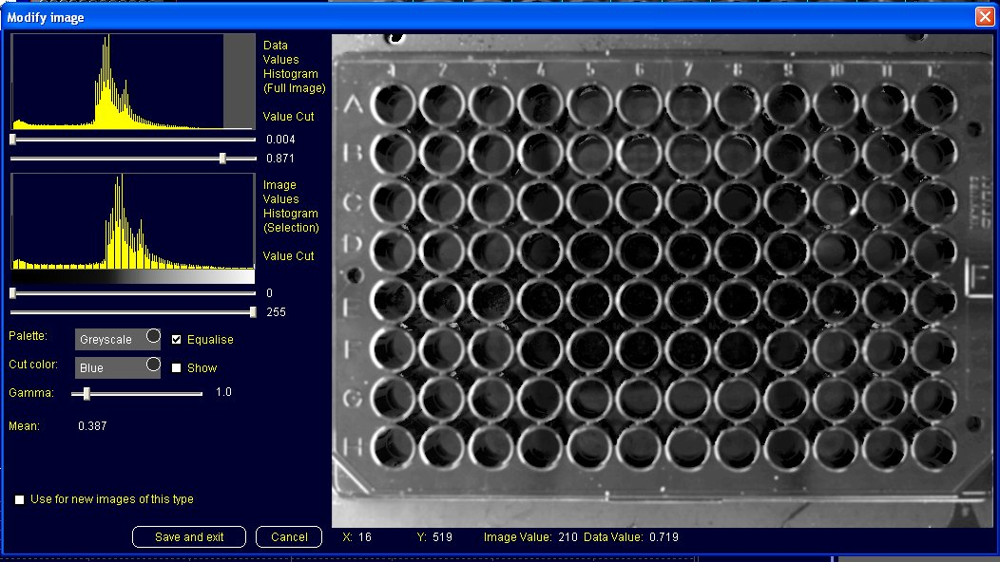 Modify image
Data
Values
Histogram
(Full Image)
Value Cut
0.004
0.871
Image
Values
Histogram
(Selection)
Value Cut
0
255
Palette: Greyscale Equalise
Cut color: Blue Show
Gamma: 1.0
Mean: 0.387
Use for new images of this type
Save and exit Cancel
1 2 3 4 5 6 7 8 9 10 11 12
A
B
C
D
E
F
G
H
X: 16 Y: 519 Image Value: 210 Data Value: 0.719